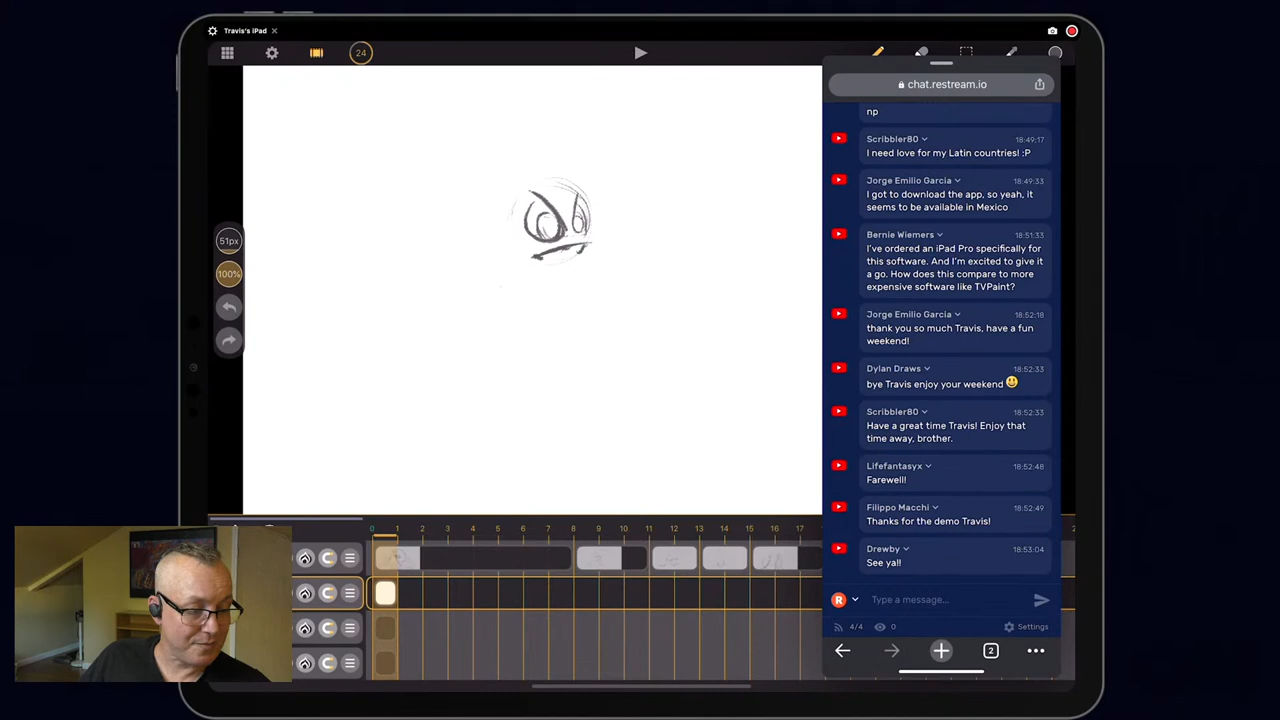 Travis's iPad
24
chat.restream.io
np
Scribbler80 18:49:17
I need love for my Latin countries! :P
Jorge Emilio Garcia 18:49:33
I got to download the app, so yeah, it
seems to be available in Mexico
51px
Bernie Wiemers 18:51:33
I've ordered an iPad Pro specifically for
this software. And I'm excited to give it
a go. How does this compare to more
expensive software like TVPaint?
100%
Jorge Emilio Garcia 18:52:18
thank you so much Travis, have a fun
weekend!
Dylan Draws 18:52:33
bye Travis enjoy your weekend 😃
Scribbler80 18:52:33
Have a great time Travis! Enjoy that
time away, brother.
Lifefantasyx 18:52:48
Farewell!
Filippo Macchi 18:52:49
Thanks for the demo Travis!
0 1 2 3 4 5 6 7 8 9 10 11 12 13 14 15 16 17
Drewby 18:53:04
See ya!!
R Type a message...
4/4 0 Settings
2